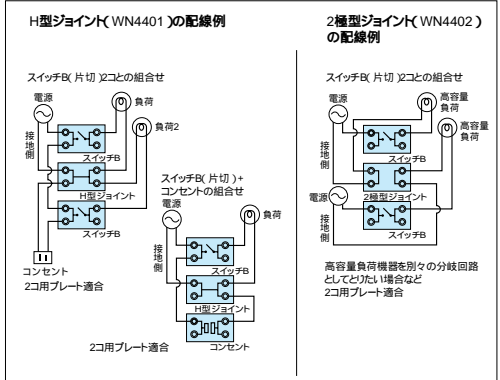 H型ジョイント(WN4401)の配線例
スイッチB(片切)2コとの組合せ
電源
負荷
負荷2
接地側
スイッチB
H型ジョイント
スイッチB
コンセント
2コ用プレート適合
スイッチB(片切)+
コンセントの組合せ
電源
負荷
接地側
スイッチB
H型ジョイント
コンセント
2コ用プレート適合
2極型ジョイント(WN4402)
の配線例
スイッチB(片切)2コとの組合せ
電源
高容量
負荷
高容量
負荷
接地側
スイッチB
2極型ジョイント
電源
接地側
スイッチB
高容量負荷機器を別々の分岐回路
としてとりたい場合など
2コ用プレート適合